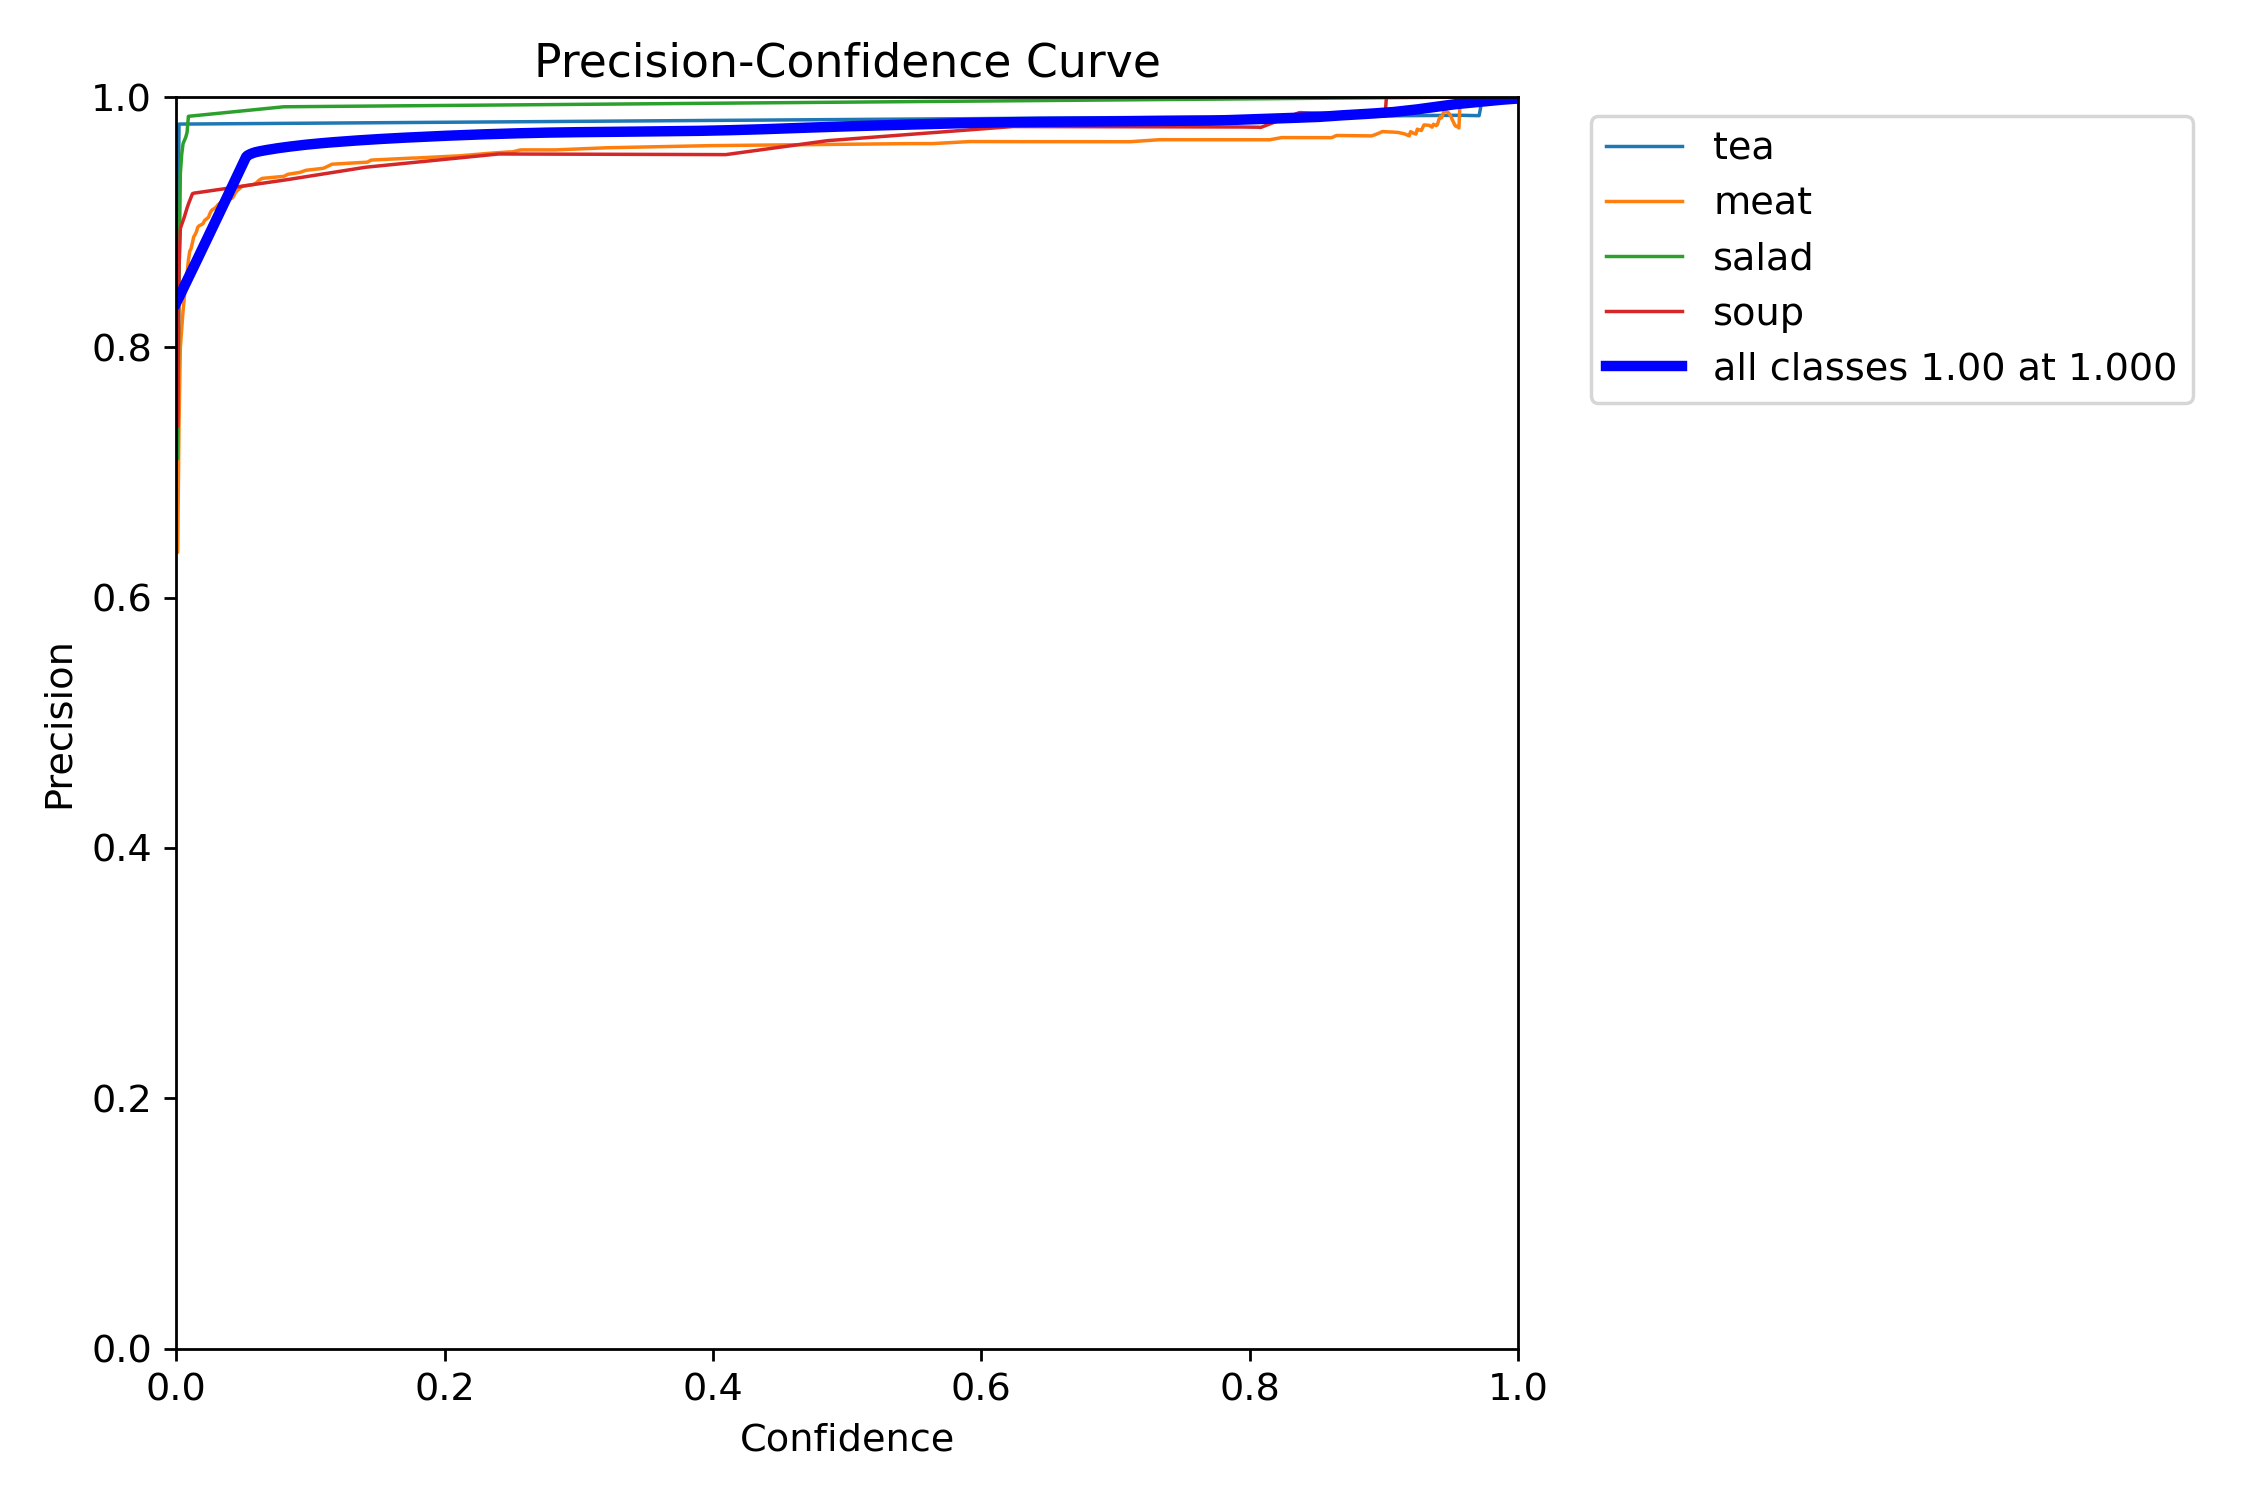 Precision-Confidence Curve
1.0
0.8
0.6
0.4
0.2
0.0
Precision
0.0 0.2 0.4 0.6 0.8 1.0
Confidence
tea
meat
salad
soup
all classes 1.00 at 1.000